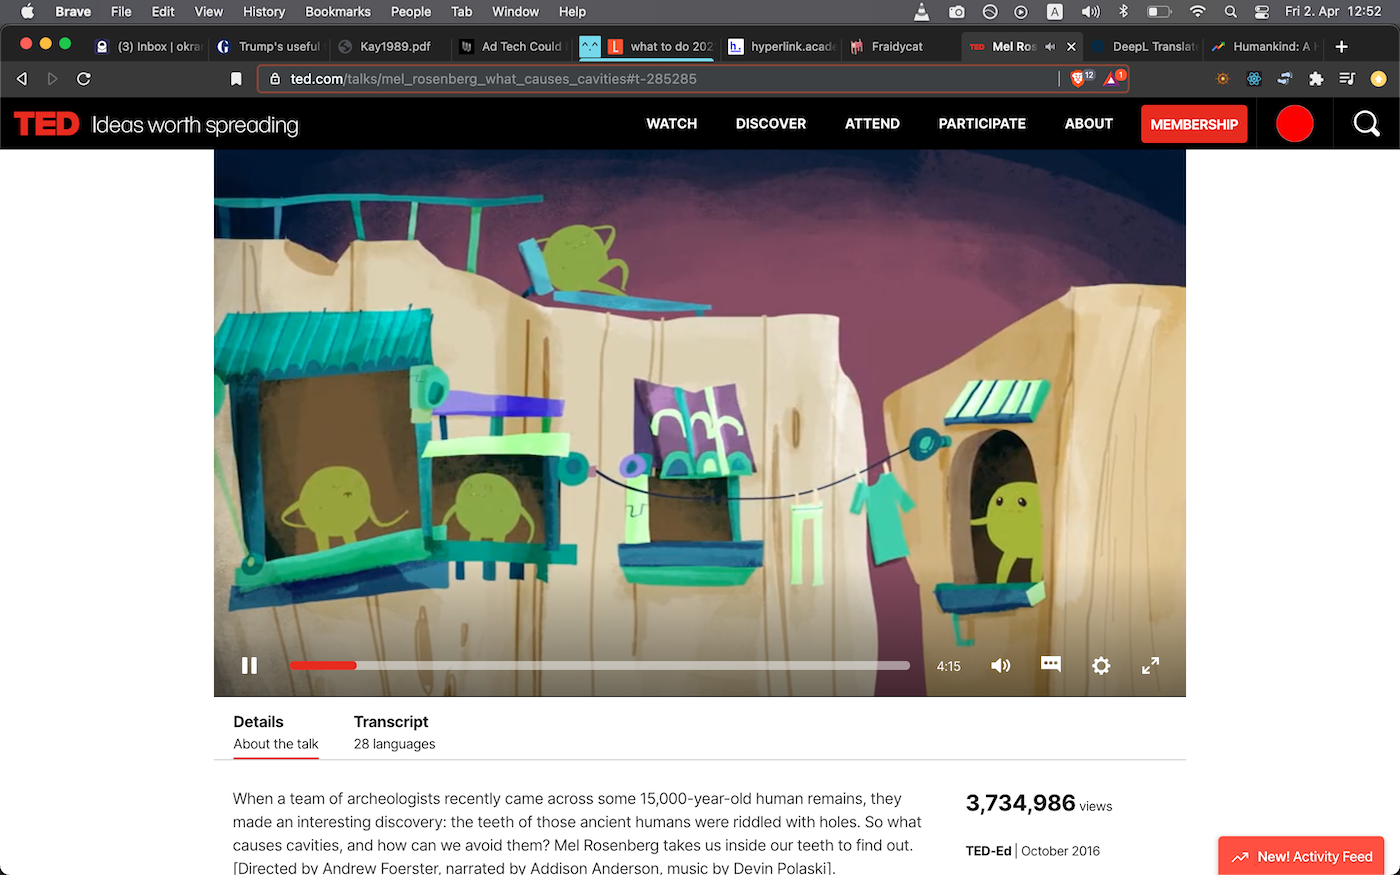 Brave File Edit View History Bookmarks People Tab Window Help A Fri 2. Apr 12:52
(3) Inbox | okra Trump's useful Kay1989.pdf Ad Tech Could L what to do 202 h. hyperlink.acade Fraidycat TED Mel Ros DeepL Translat Humankind: A H
ted.com/talks/mel_rosenberg_what_causes_cavities#t-285285 12 1
TED Ideas worth spreading WATCH DISCOVER ATTEND PARTICIPATE ABOUT MEMBERSHIP
4:15
Details Transcript
About the talk 28 languages
When a team of archeologists recently came across some 15,000-year-old human remains, they
made an interesting discovery: the teeth of those ancient humans were riddled with holes. So what
causes cavities, and how can we avoid them? Mel Rosenberg takes us inside our teeth to find out.
[Directed by Andrew Foerster, narrated by Addison Anderson, music by Devin Polaski].
3,734,986 views
TED-Ed | October 2016
New! Activity Feed